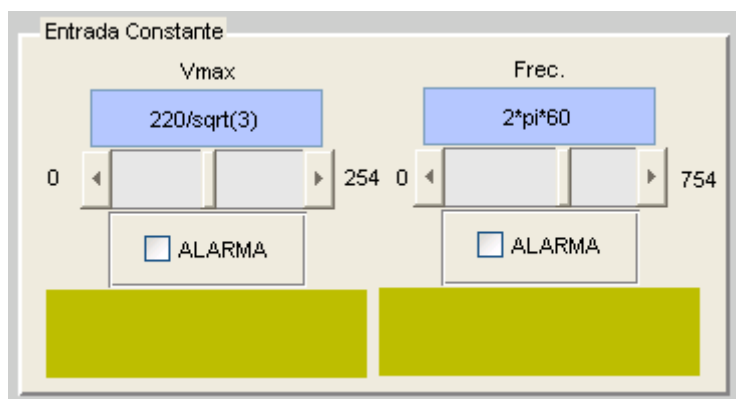 Entrada Constante
Vmax
Frec.
220/sqrt(3)
2*pi*60
0
254
0
754
ALARMA
ALARMA